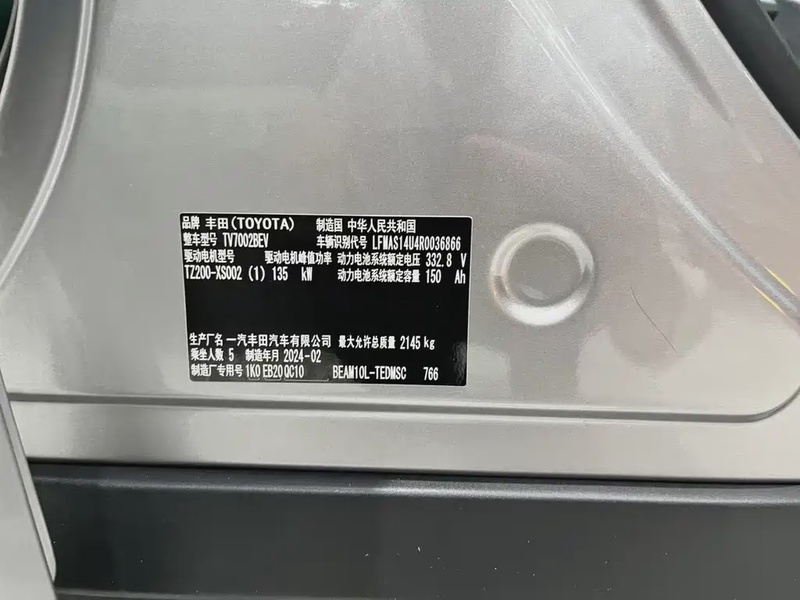 品牌 丰田(TOYOTA) 制造国 中华人民共和国
整车型号 TV7002BEV 车辆识别代号 LFMAS14U4R0036866
驱动电机型号 驱动电机峰值功率 动力电池系统额定电压 332.8 V
TZ200-XS002 (1) 135 kW 动力电池系统额定容量 150 Ah
生产厂名 一汽丰田汽车有限公司 最大允许总质量 2145 kg
乘坐人数 5 制造年月 2024-02
制造厂专用号 1K0 EB20 QC10 BEAM10L-TEDMSC 766